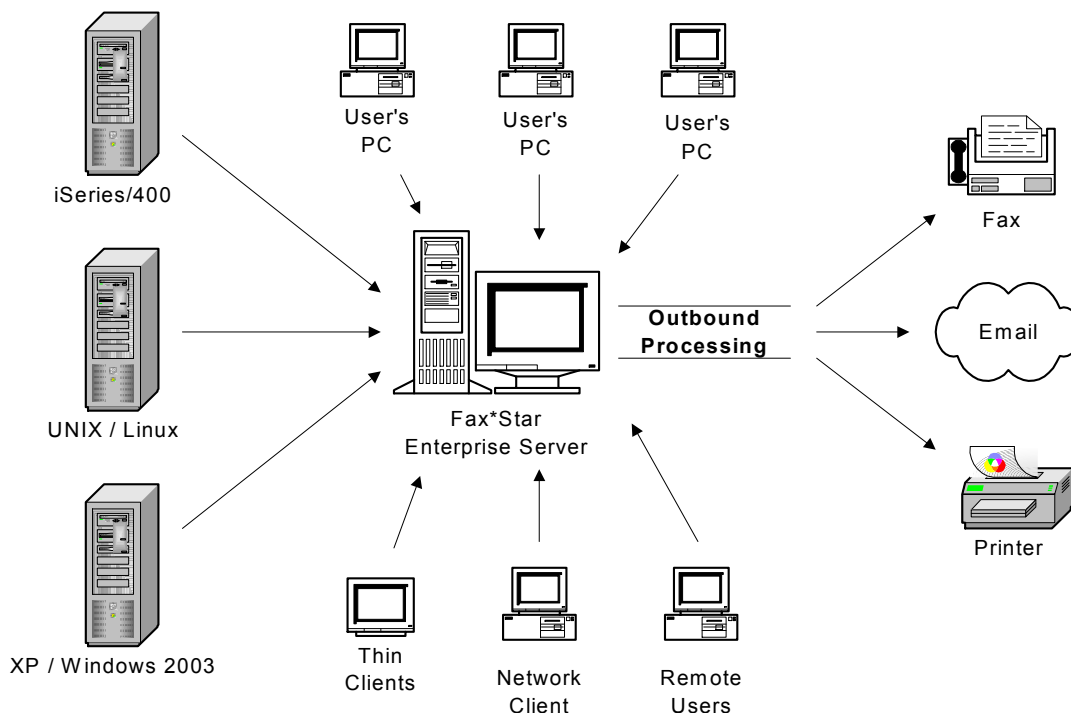 User's
PC
User's
PC
User's
PC
iSeries/400
Fax
UNIX / Linux
Fax*Star
Enterprise Server
Outbound
Processing
Email
XP / Windows 2003
Thin
Clients
Network
Client
Remote
Users
Printer